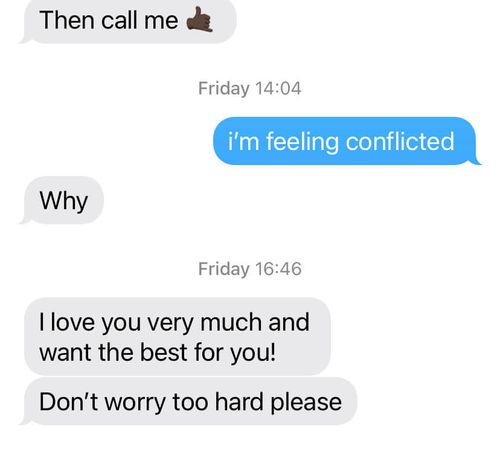 Then call me 🤙🏿
Friday 14:04
i’m feeling conflicted
Why
Friday 16:46
I love you very much and
want the best for you!
Don’t worry too hard please